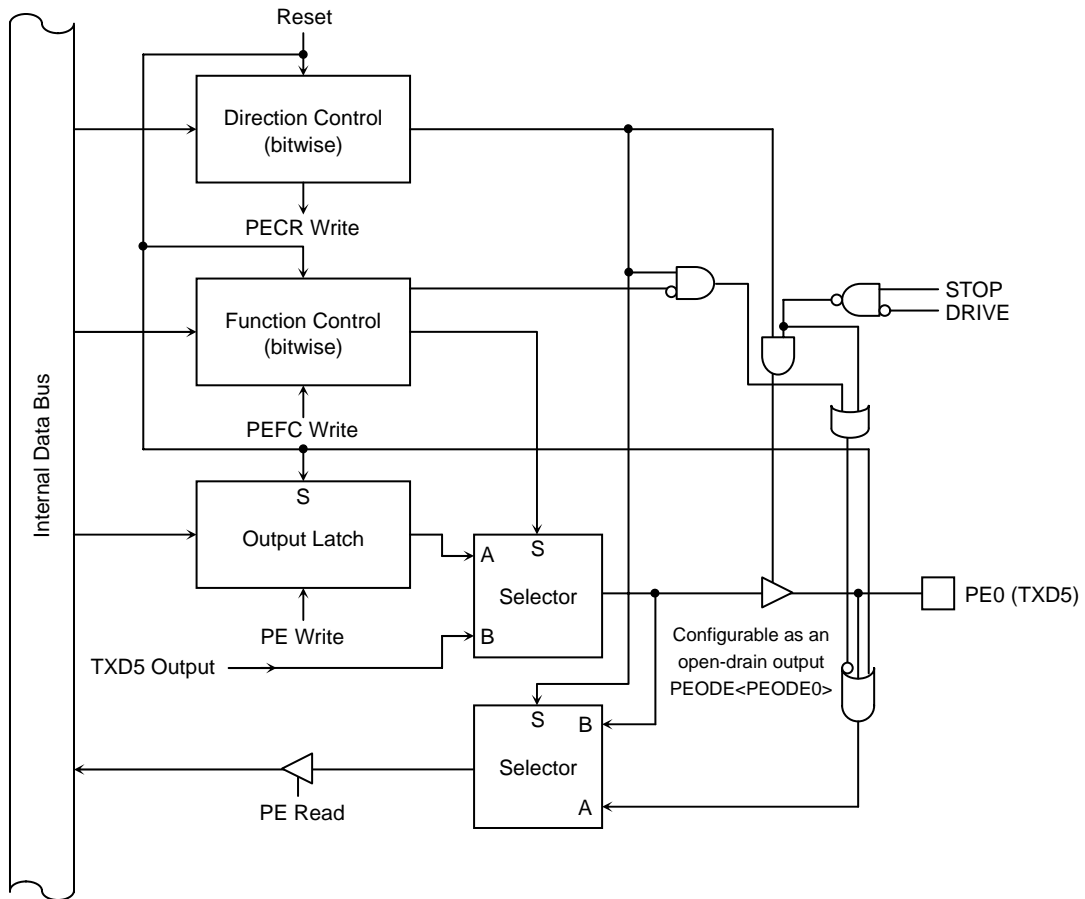 Reset
Direction Control
(bitwise)
PECR Write
Function Control
(bitwise)
PEFC Write
STOP
DRIVE
Internal Data Bus
S
Output Latch
PE Write
TXD5 Output
A
S
Selector
B
PE0 (TXD5)
Configurable as an
open-drain output
PEODE<PEODE0>
S
B
Selector
A
PE Read